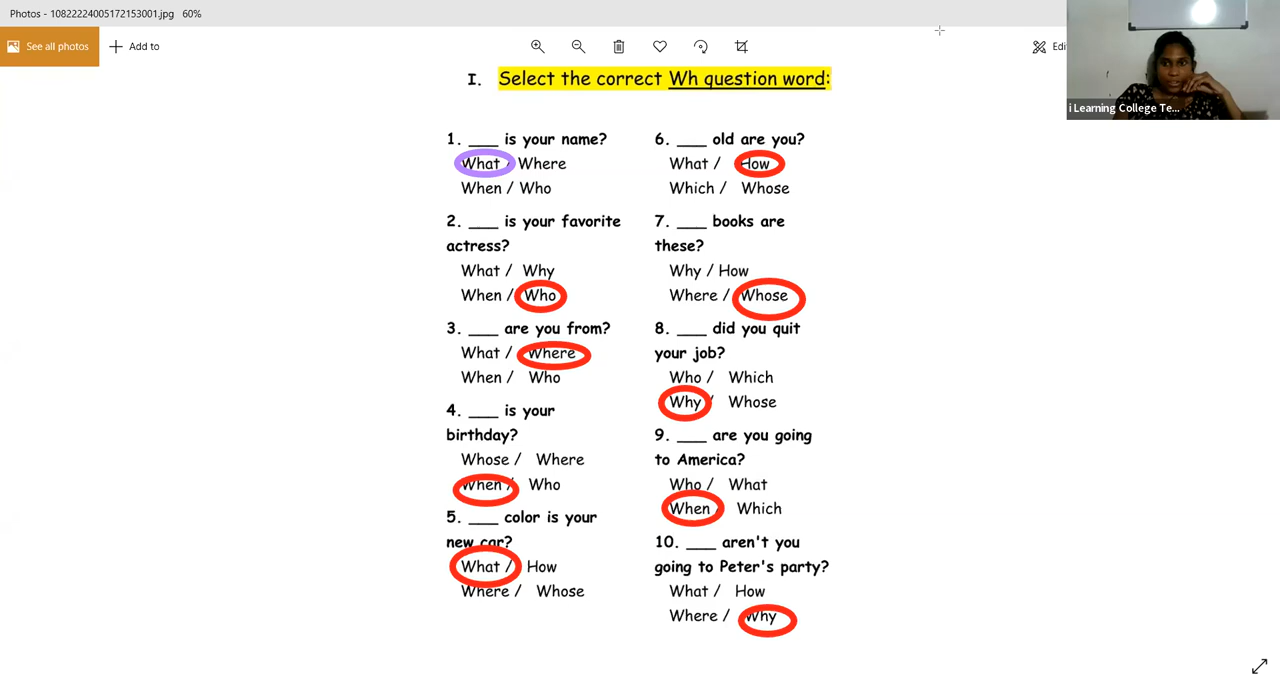 Photos - 10822224005172153001.jpg 60%
See all photos
Add to
i Learning College Te...
I. Select the correct Wh question word:
1. ___ is your name?
What / Where
When / Who
2. ___ is your favorite
actress?
What / Why
When / Who
3. ___ are you from?
What / Where
When / Who
4. ___ is your
birthday?
Whose / Where
When / Who
5. ___ color is your
new car?
What / How
Where / Whose
6. ___ old are you?
What / How
Which / Whose
7. ___ books are
these?
Why / How
Where / Whose
8. ___ did you quit
your job?
Who / Which
Why / Whose
9. ___ are you going
to America?
Who / What
When / Which
10. ___ aren't you
going to Peter's party?
What / How
Where / Why